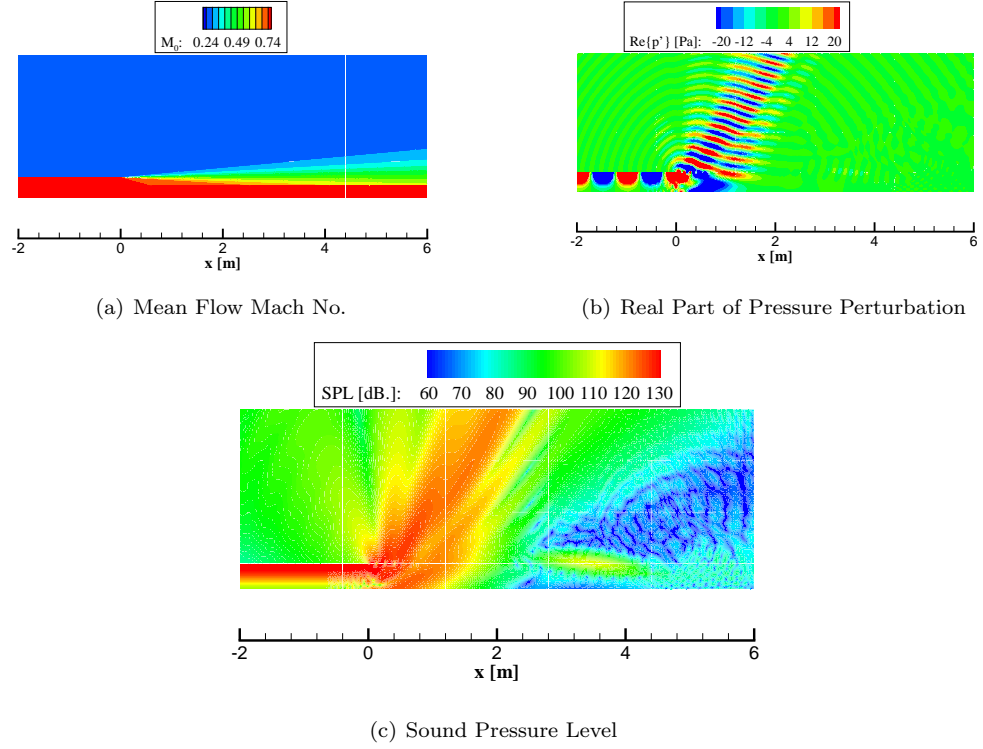 M₀: 0.24 0.49 0.74
-2 0 2 4 6
x [m]
(a) Mean Flow Mach No.
Re{p'} [Pa]: -20 -12 -4 4 12 20
-2 0 2 4 6
x [m]
(b) Real Part of Pressure Perturbation
SPL [dB.]: 60 70 80 90 100 110 120 130
-2 0 2 4 6
x [m]
(c) Sound Pressure Level